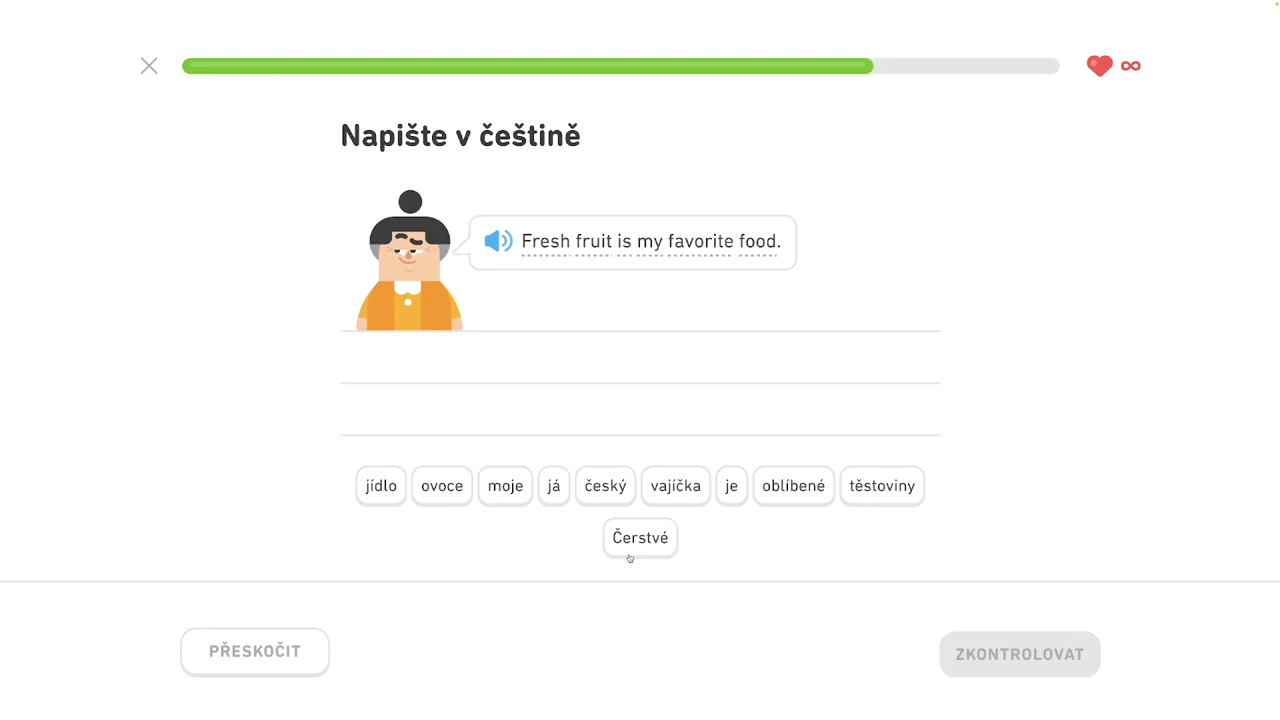 Napište v češtině
Fresh fruit is my favorite food.
jídlo ovoce moje já český vajíčka je oblíbené těstoviny
Čerstvé
PŘESKOČIT
ZKONTROLOVAT